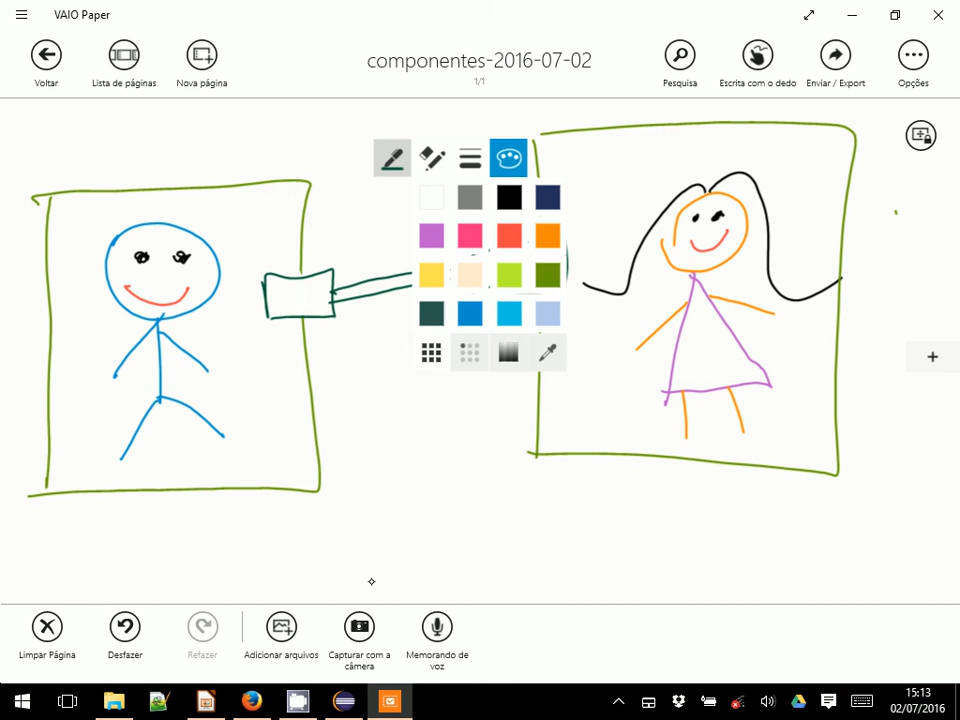 VAIO Paper
Voltar
Lista de páginas
Nova página
componentes-2016-07-02
1/1
Pesquisa
Escrita com o dedo
Enviar / Export
Opções
Limpar Página
Desfazer
Refazer
Adicionar arquivos
Capturar com a
câmera
Memorando de
voz
15:13
02/07/2016